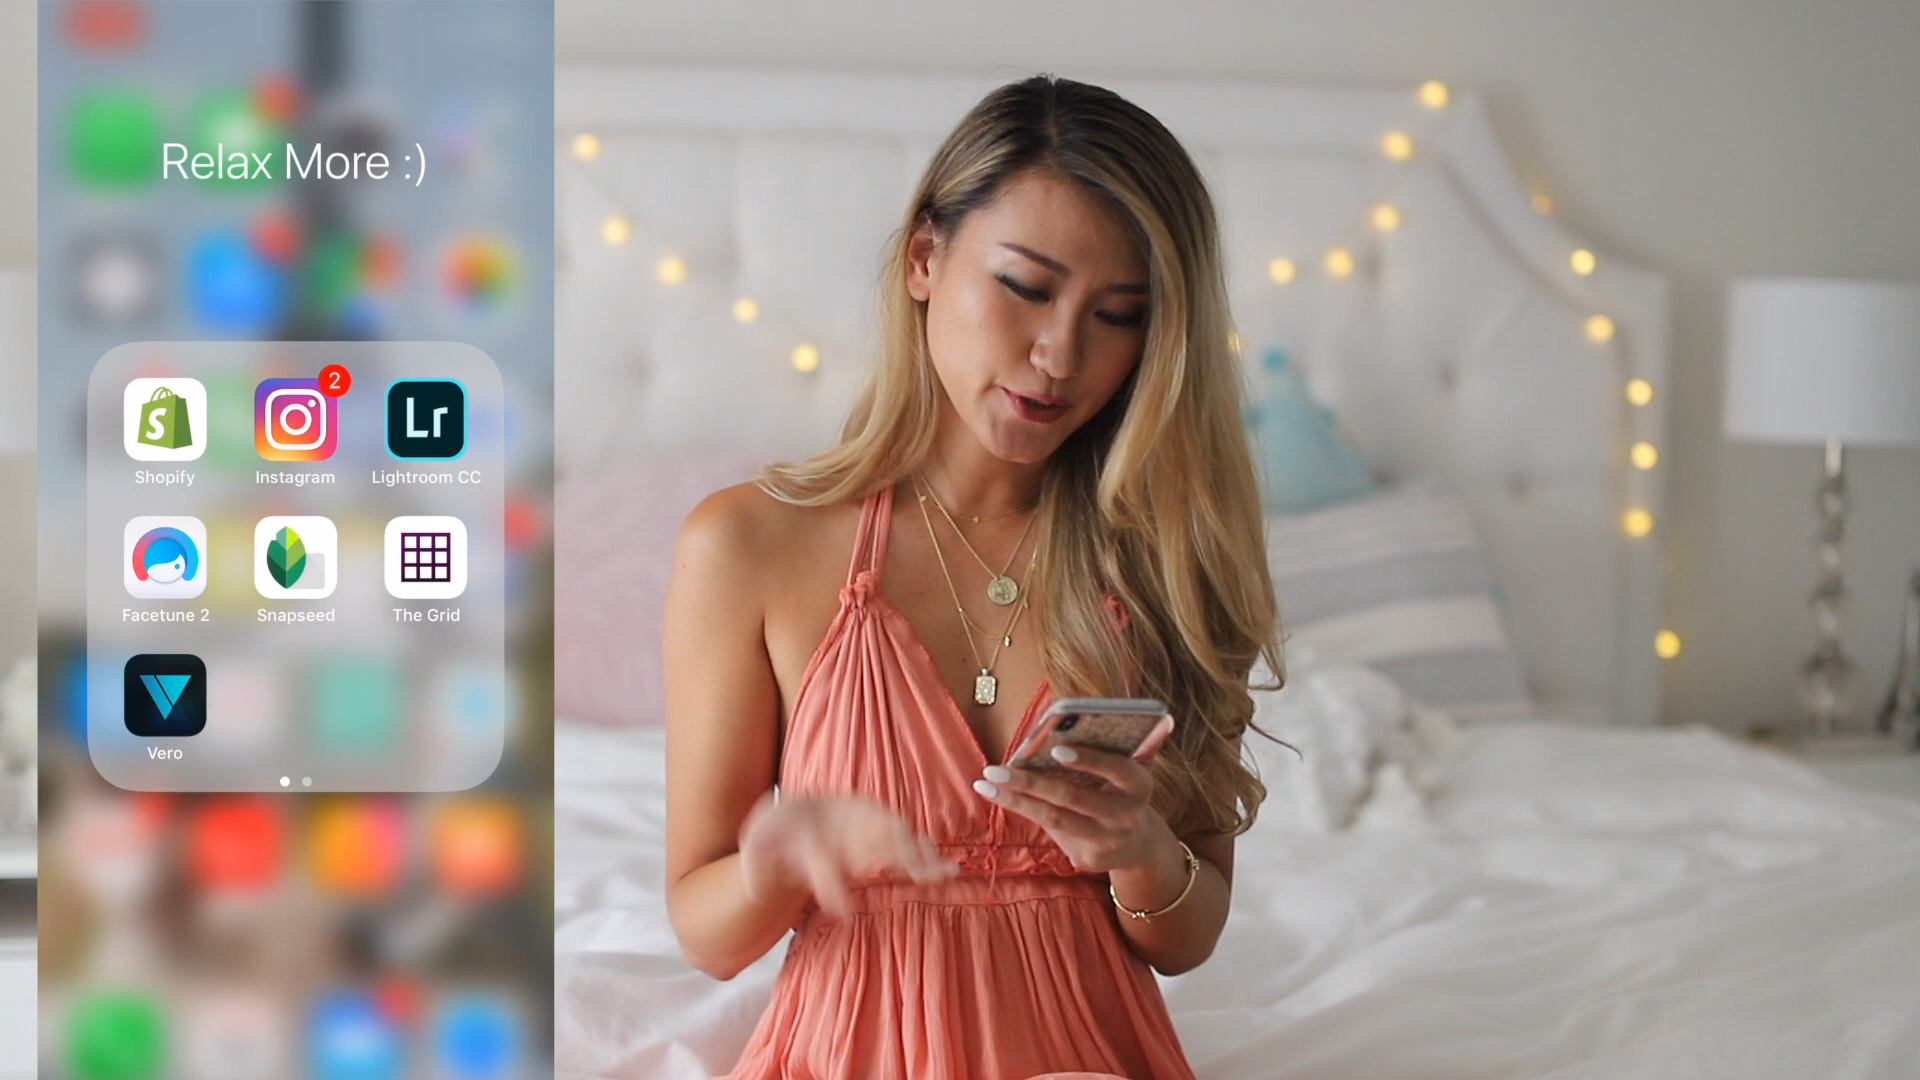 Relax More :)
2
S
Lr
Shopify
Instagram
Lightroom CC
Facetune 2
Snapseed
The Grid
Vero